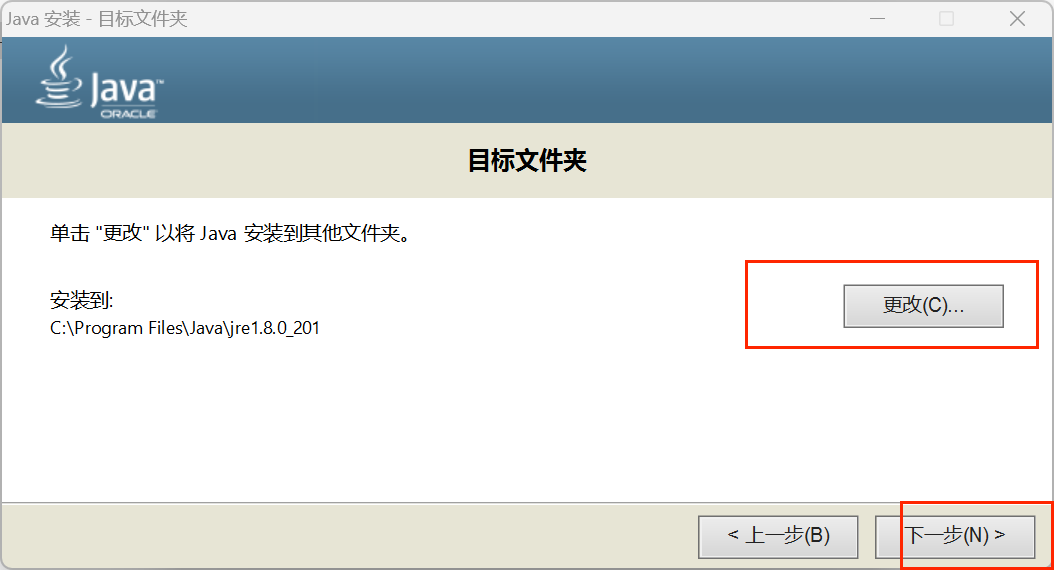 Java 安装 - 目标文件夹
Java™
ORACLE
目标文件夹
单击 "更改" 以将 Java 安装到其他文件夹。
安装到:
更改(C)...
C:\Program Files\Java\jre1.8.0_201
< 上一步(B)
下一步(N) >